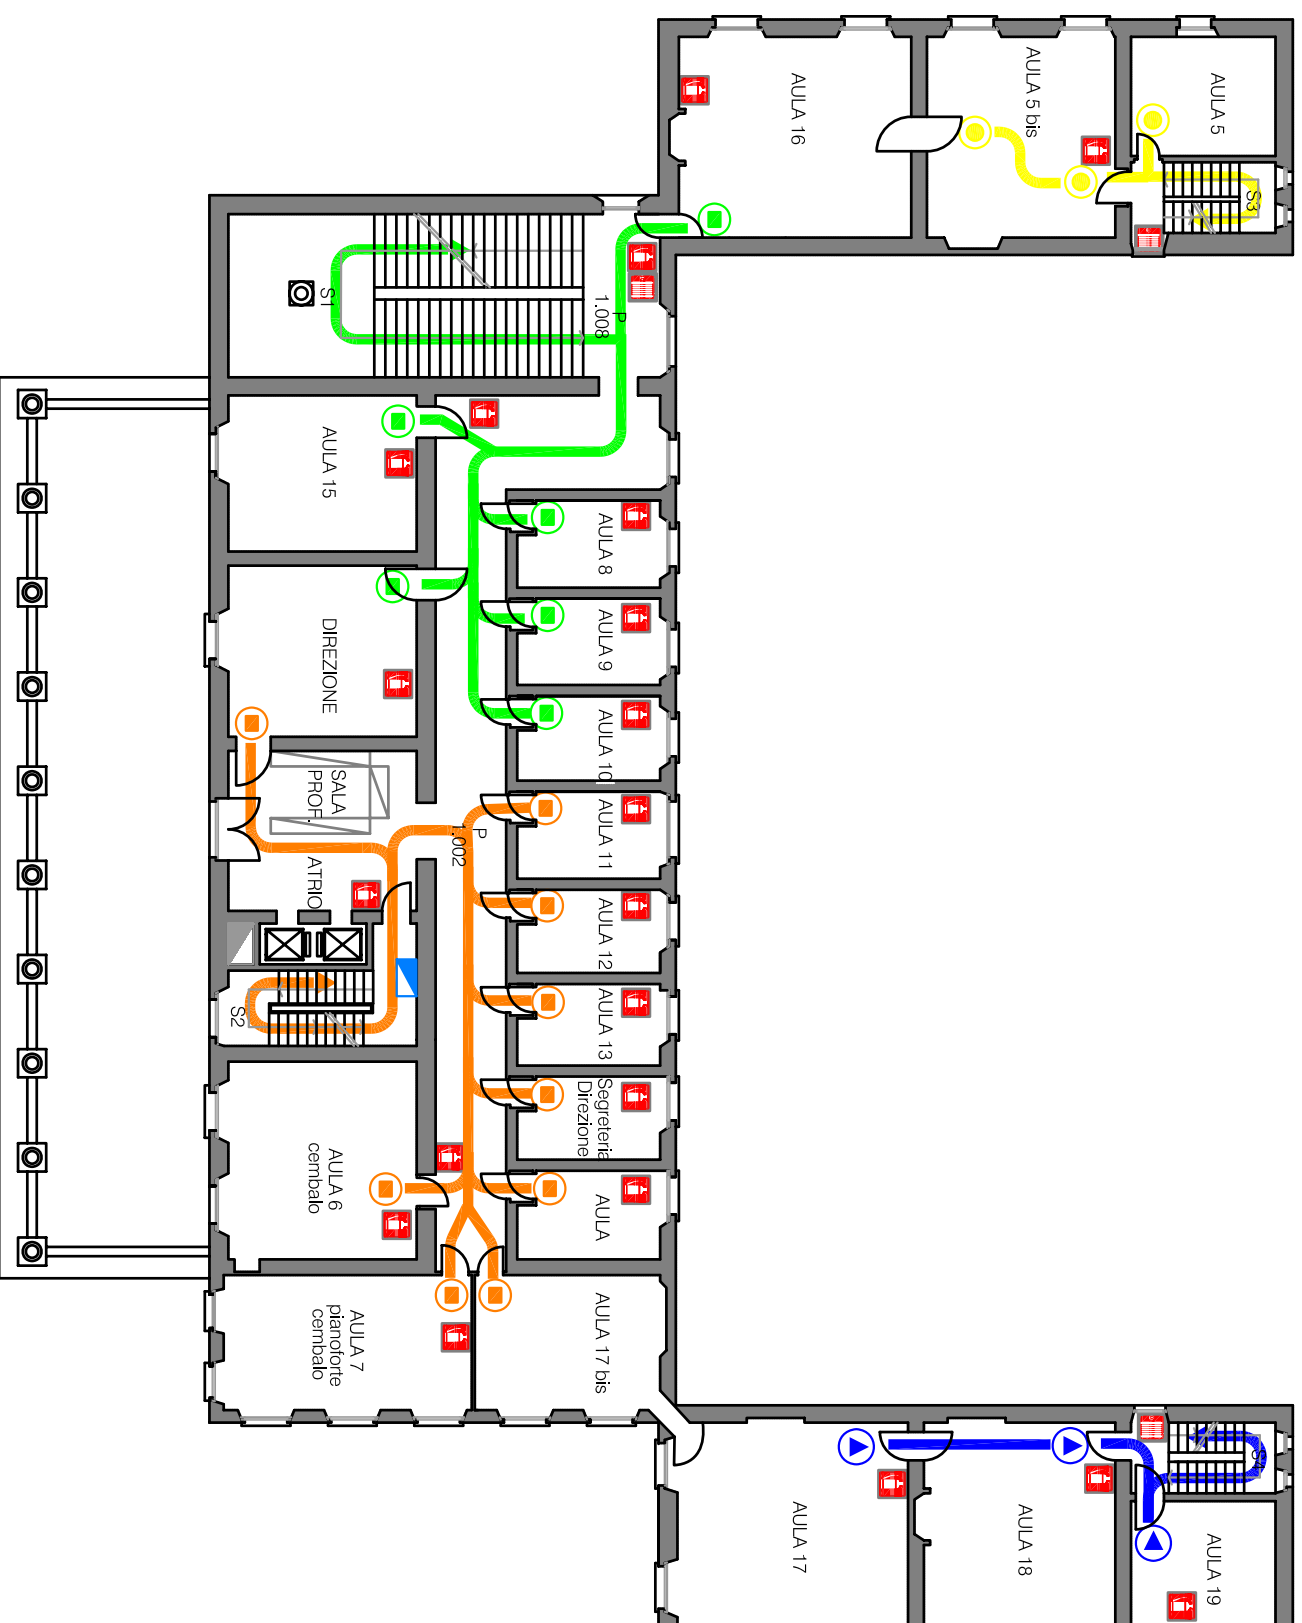 AULA 16
AULA 5 bis
AULA 5
S3
S1
P
1.008
AULA 15
AULA 8
DIREZIONE
AULA 9
AULA 10
SALA
PROF.
ATRIO
P
1.002
AULA 11
AULA 12
S2
AULA 13
Segreteria
Direzione
AULA 6
cembalo
AULA
AULA 7
pianoforte
cembalo
AULA 17 bis
AULA 17
AULA 18
AULA 19